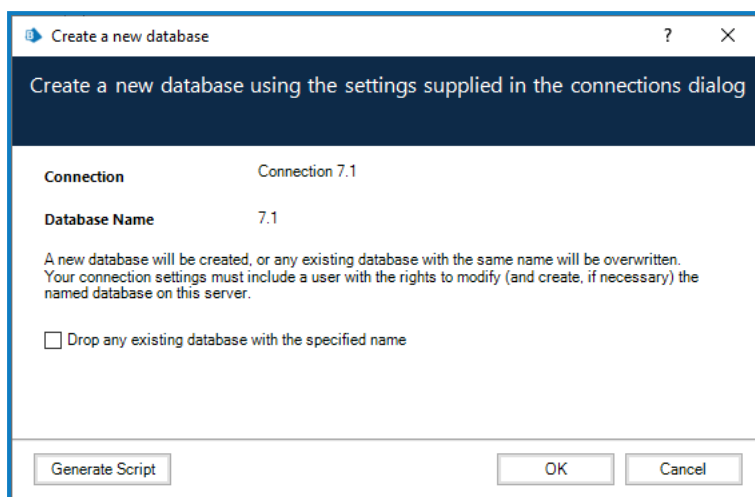 Create a new database
?
Create a new database using the settings supplied in the connections dialog
Connection Connection 7.1
Database Name 7.1
A new database will be created, or any existing database with the same name will be overwritten.
Your connection settings must include a user with the rights to modify (and create, if necessary) the
named database on this server.
Drop any existing database with the specified name
Generate Script OK Cancel